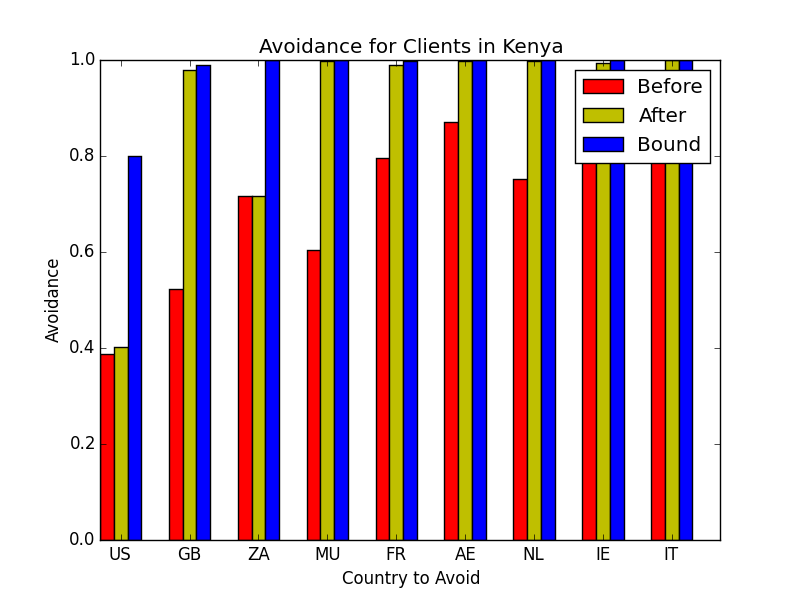 Avoidance for Clients in Kenya
Before
After
Bound
1.0
0.8
0.6
0.4
0.2
0.0
Avoidance
US GB ZA MU FR AE NL IE IT
Country to Avoid